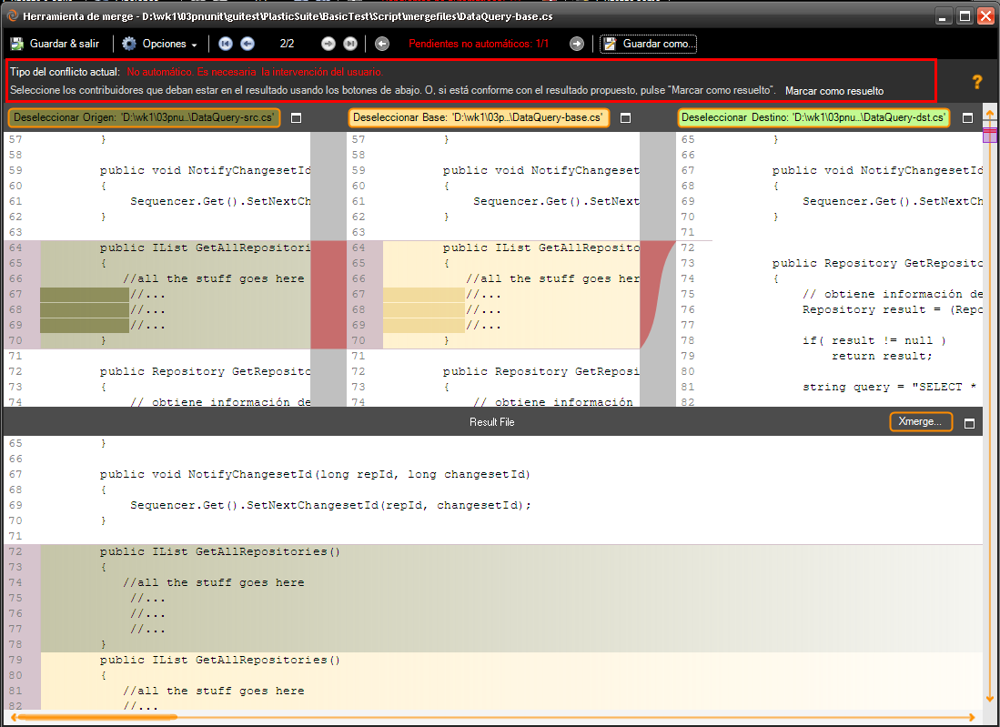 Herramienta de merge - D:\wk1\03pnunit\guitest\PlasticSuite\BasicTest\Script\mergefiles\DataQuery-base.cs
Guardar & salir Opciones 2/2 Pendientes no automáticos: 1/1 Guardar como...
Tipo del conflicto actual: No automático. Es necesaria la intervención del usuario.
Seleccione los contribuidores que deban estar en el resultado usando los botones de abajo. O, si está conforme con el resultado propuesto, pulse "Marcar como resuelto". Marcar como resuelto
?
Deseleccionar Origen: 'D:\wk1\03pnu...\DataQuery-src.cs'
57 }
58
59 public void NotifyChangesetId
60 {
61 Sequencer.Get().SetNextCh
62 }
63
64 public IList GetAllRepositori
65 {
66 //all the stuff goes here
67 //...
68 //...
69 //...
70 }
71
72 public Repository GetReposito
73 {
74 // obtiene información de
Deseleccionar Base: 'D:\wk1\03p...\DataQuery-base.cs'
57 }
58
59 public void NotifyChangeset
60 {
61 Sequencer.Get().SetNext
62 }
63
64 public IList GetAllReposito
65 {
66 //all the stuff goes her
67 //...
68 //...
69 //...
70 }
71
72 public Repository GetReposi
73 {
74 // obtiene información
Deseleccionar Destino: 'D:\wk1\03pnu...\DataQuery-dst.cs'
65 }
66
67 public void NotifyChangesetId
68 {
69 Sequencer.Get().SetNextCh
70 }
71
72
73 public Repository GetReposito
74 {
75 // obtiene información de
76 Repository result = (Repo
77
78 if( result != null )
79 return result;
80
81 string query = "SELECT *
82
Result File Xmerge...
65 }
66
67 public void NotifyChangesetId(long repId, long changesetId)
68 {
69 Sequencer.Get().SetNextChangesetId(repId, changesetId);
70 }
71
72 public IList GetAllRepositories()
73 {
74 //all the stuff goes here
75 //...
76 //...
77 //...
78 }
79 public IList GetAllRepositories()
80 {
81 //all the stuff goes here
82 //...